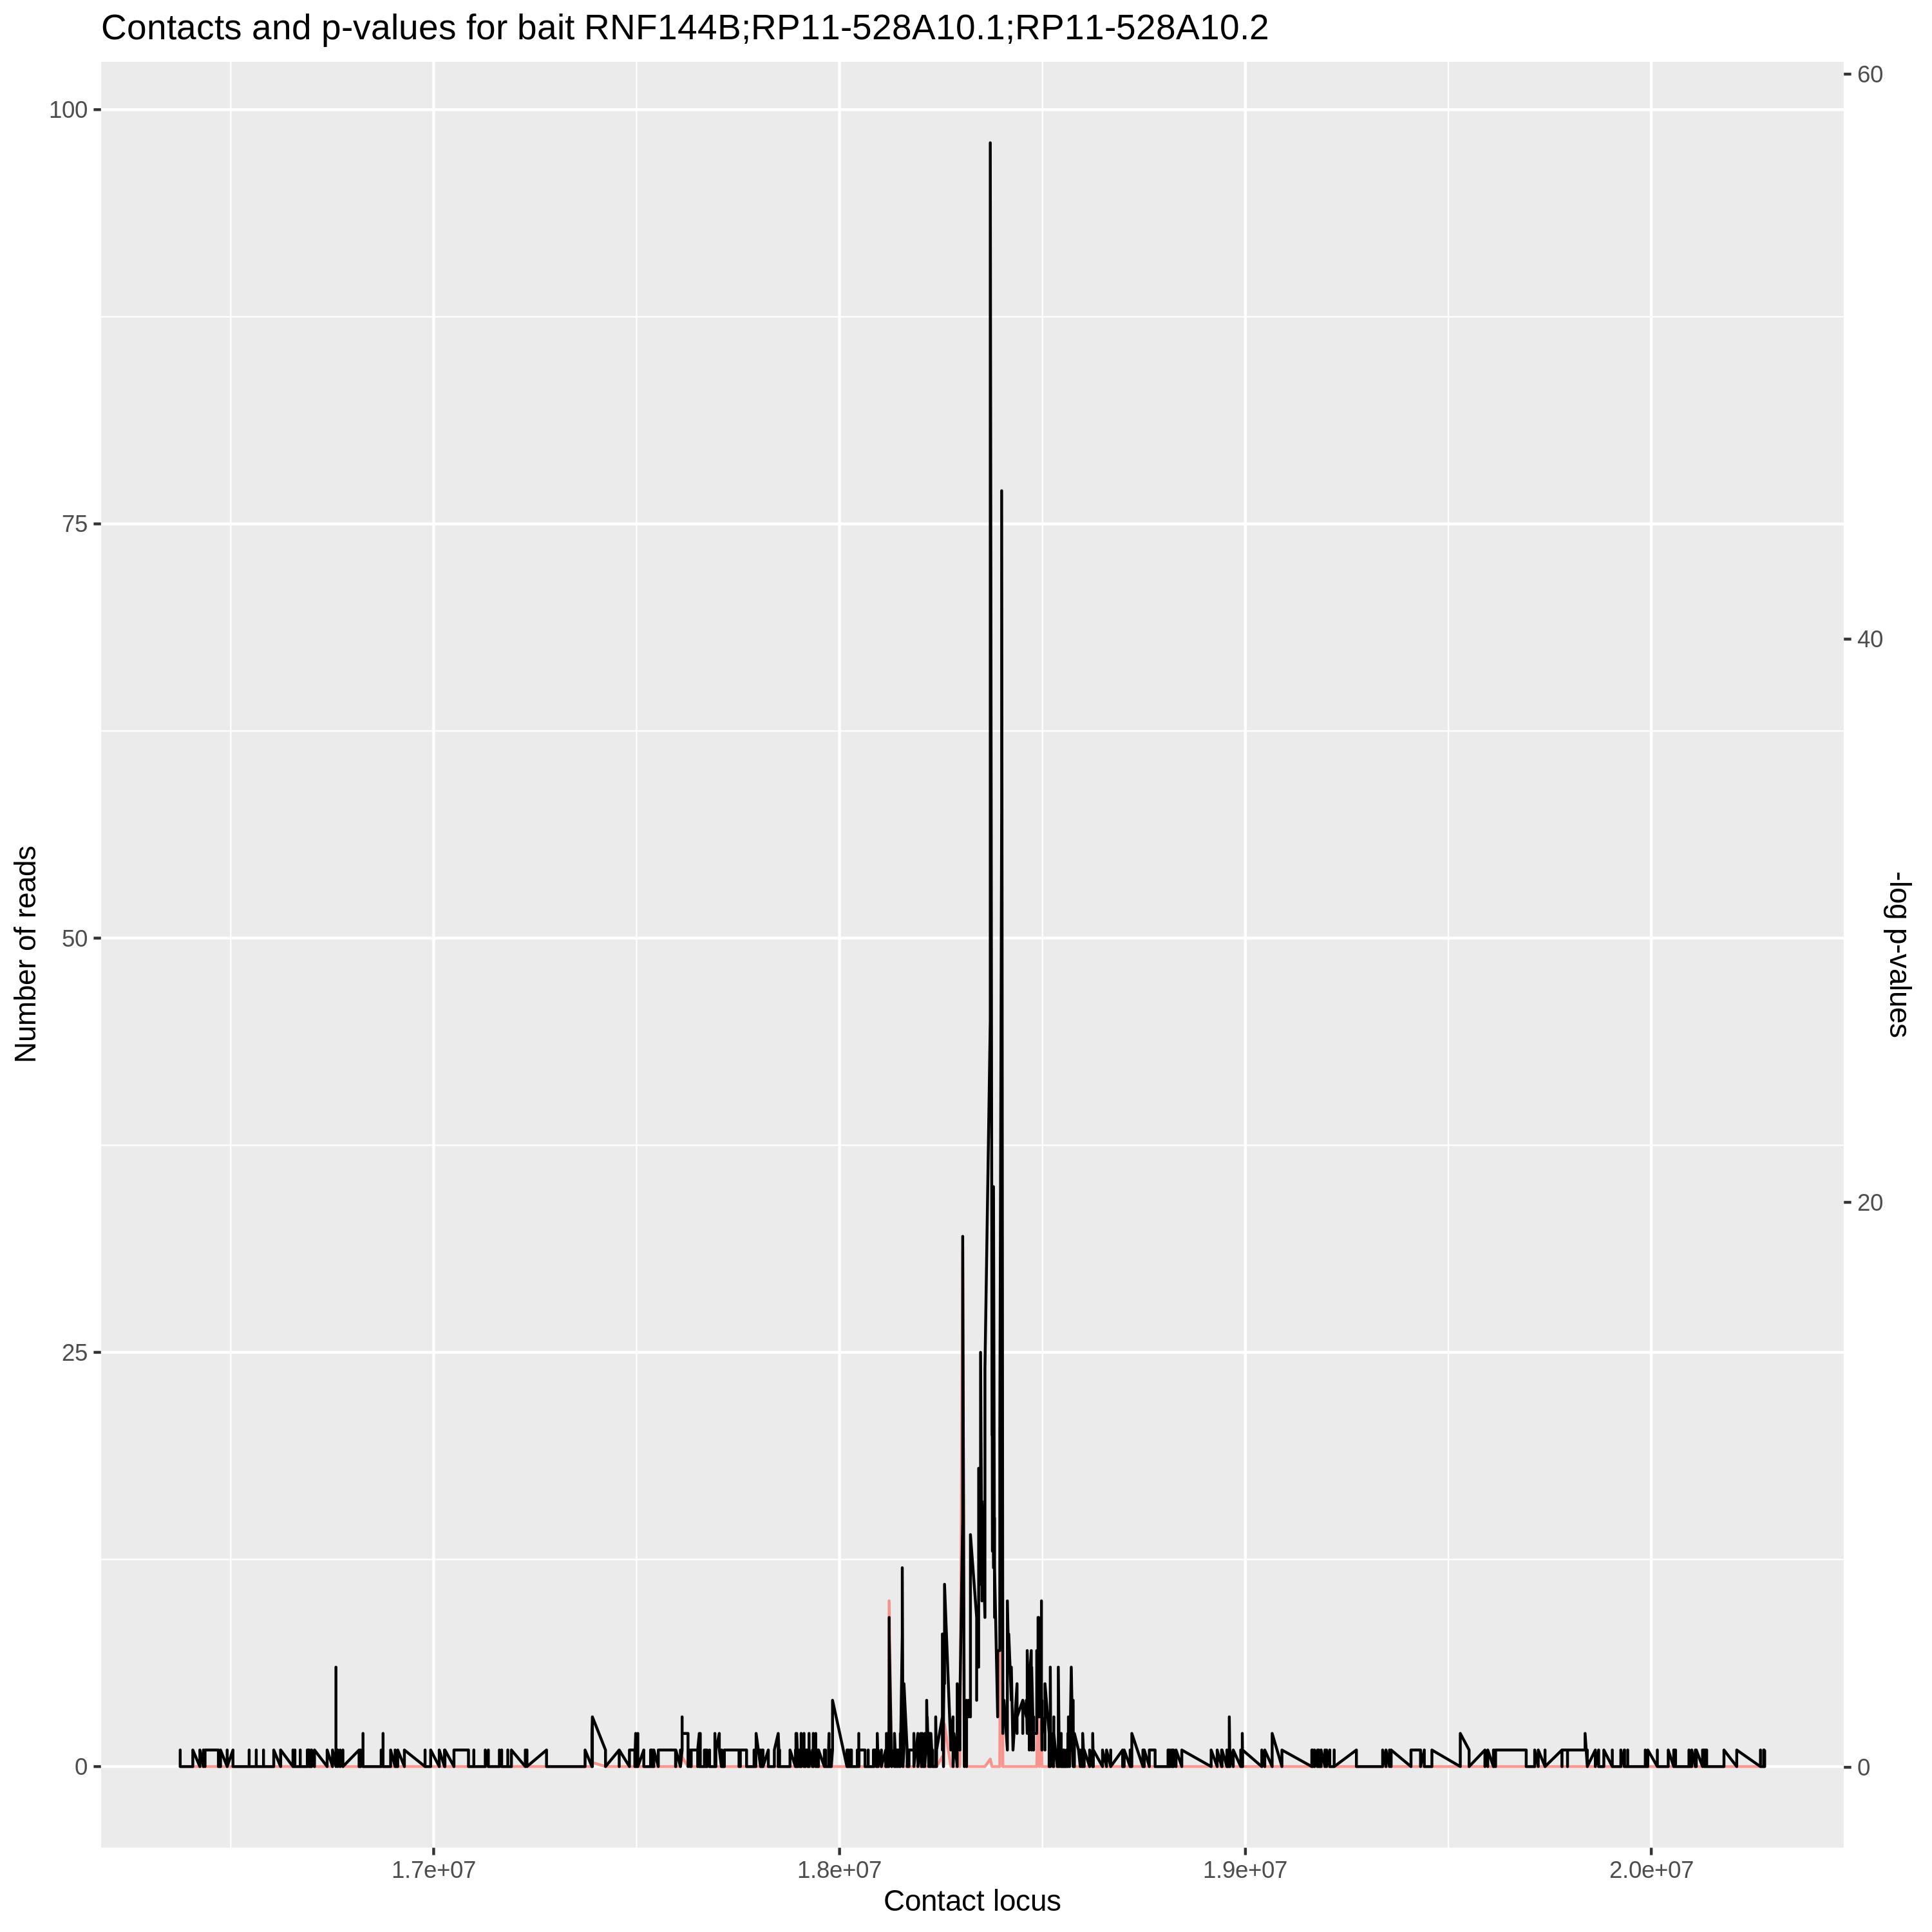 Contacts and p-values for bait RNF144B;RP11-528A10.1;RP11-528A10.2
100
75
50
25
0
Number of reads
60
40
20
0
-log p-values
1.7e+07
1.8e+07
1.9e+07
2.0e+07
Contact locus